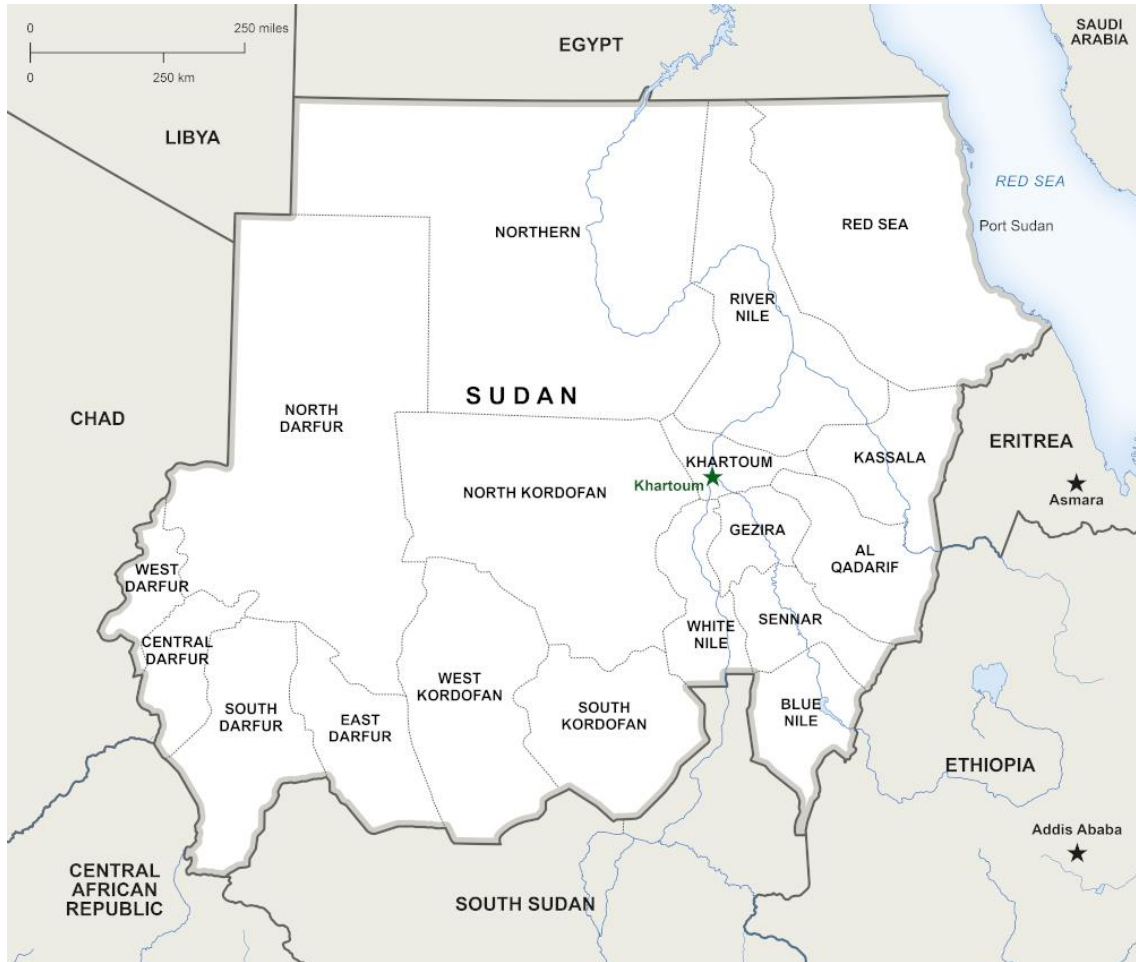 0 250 miles
0 250 km
EGYPT
SAUDI
ARABIA
LIBYA
RED SEA
NORTHERN
RED SEA
Port Sudan
RIVER
NILE
SUDAN
CHAD
NORTH
DARFUR
ERITREA
KHARTOUM
KASSALA
Khartoum
NORTH KORDOFAN
Asmara
GEZIRA
AL
QADARIF
WEST
DARFUR
SENNAR
WHITE
NILE
CENTRAL
DARFUR
WEST
KORDOFAN
SOUTH
DARFUR
EAST
DARFUR
SOUTH
KORDOFAN
BLUE
NILE
ETHIOPIA
Addis Ababa
CENTRAL
AFRICAN
REPUBLIC
SOUTH SUDAN